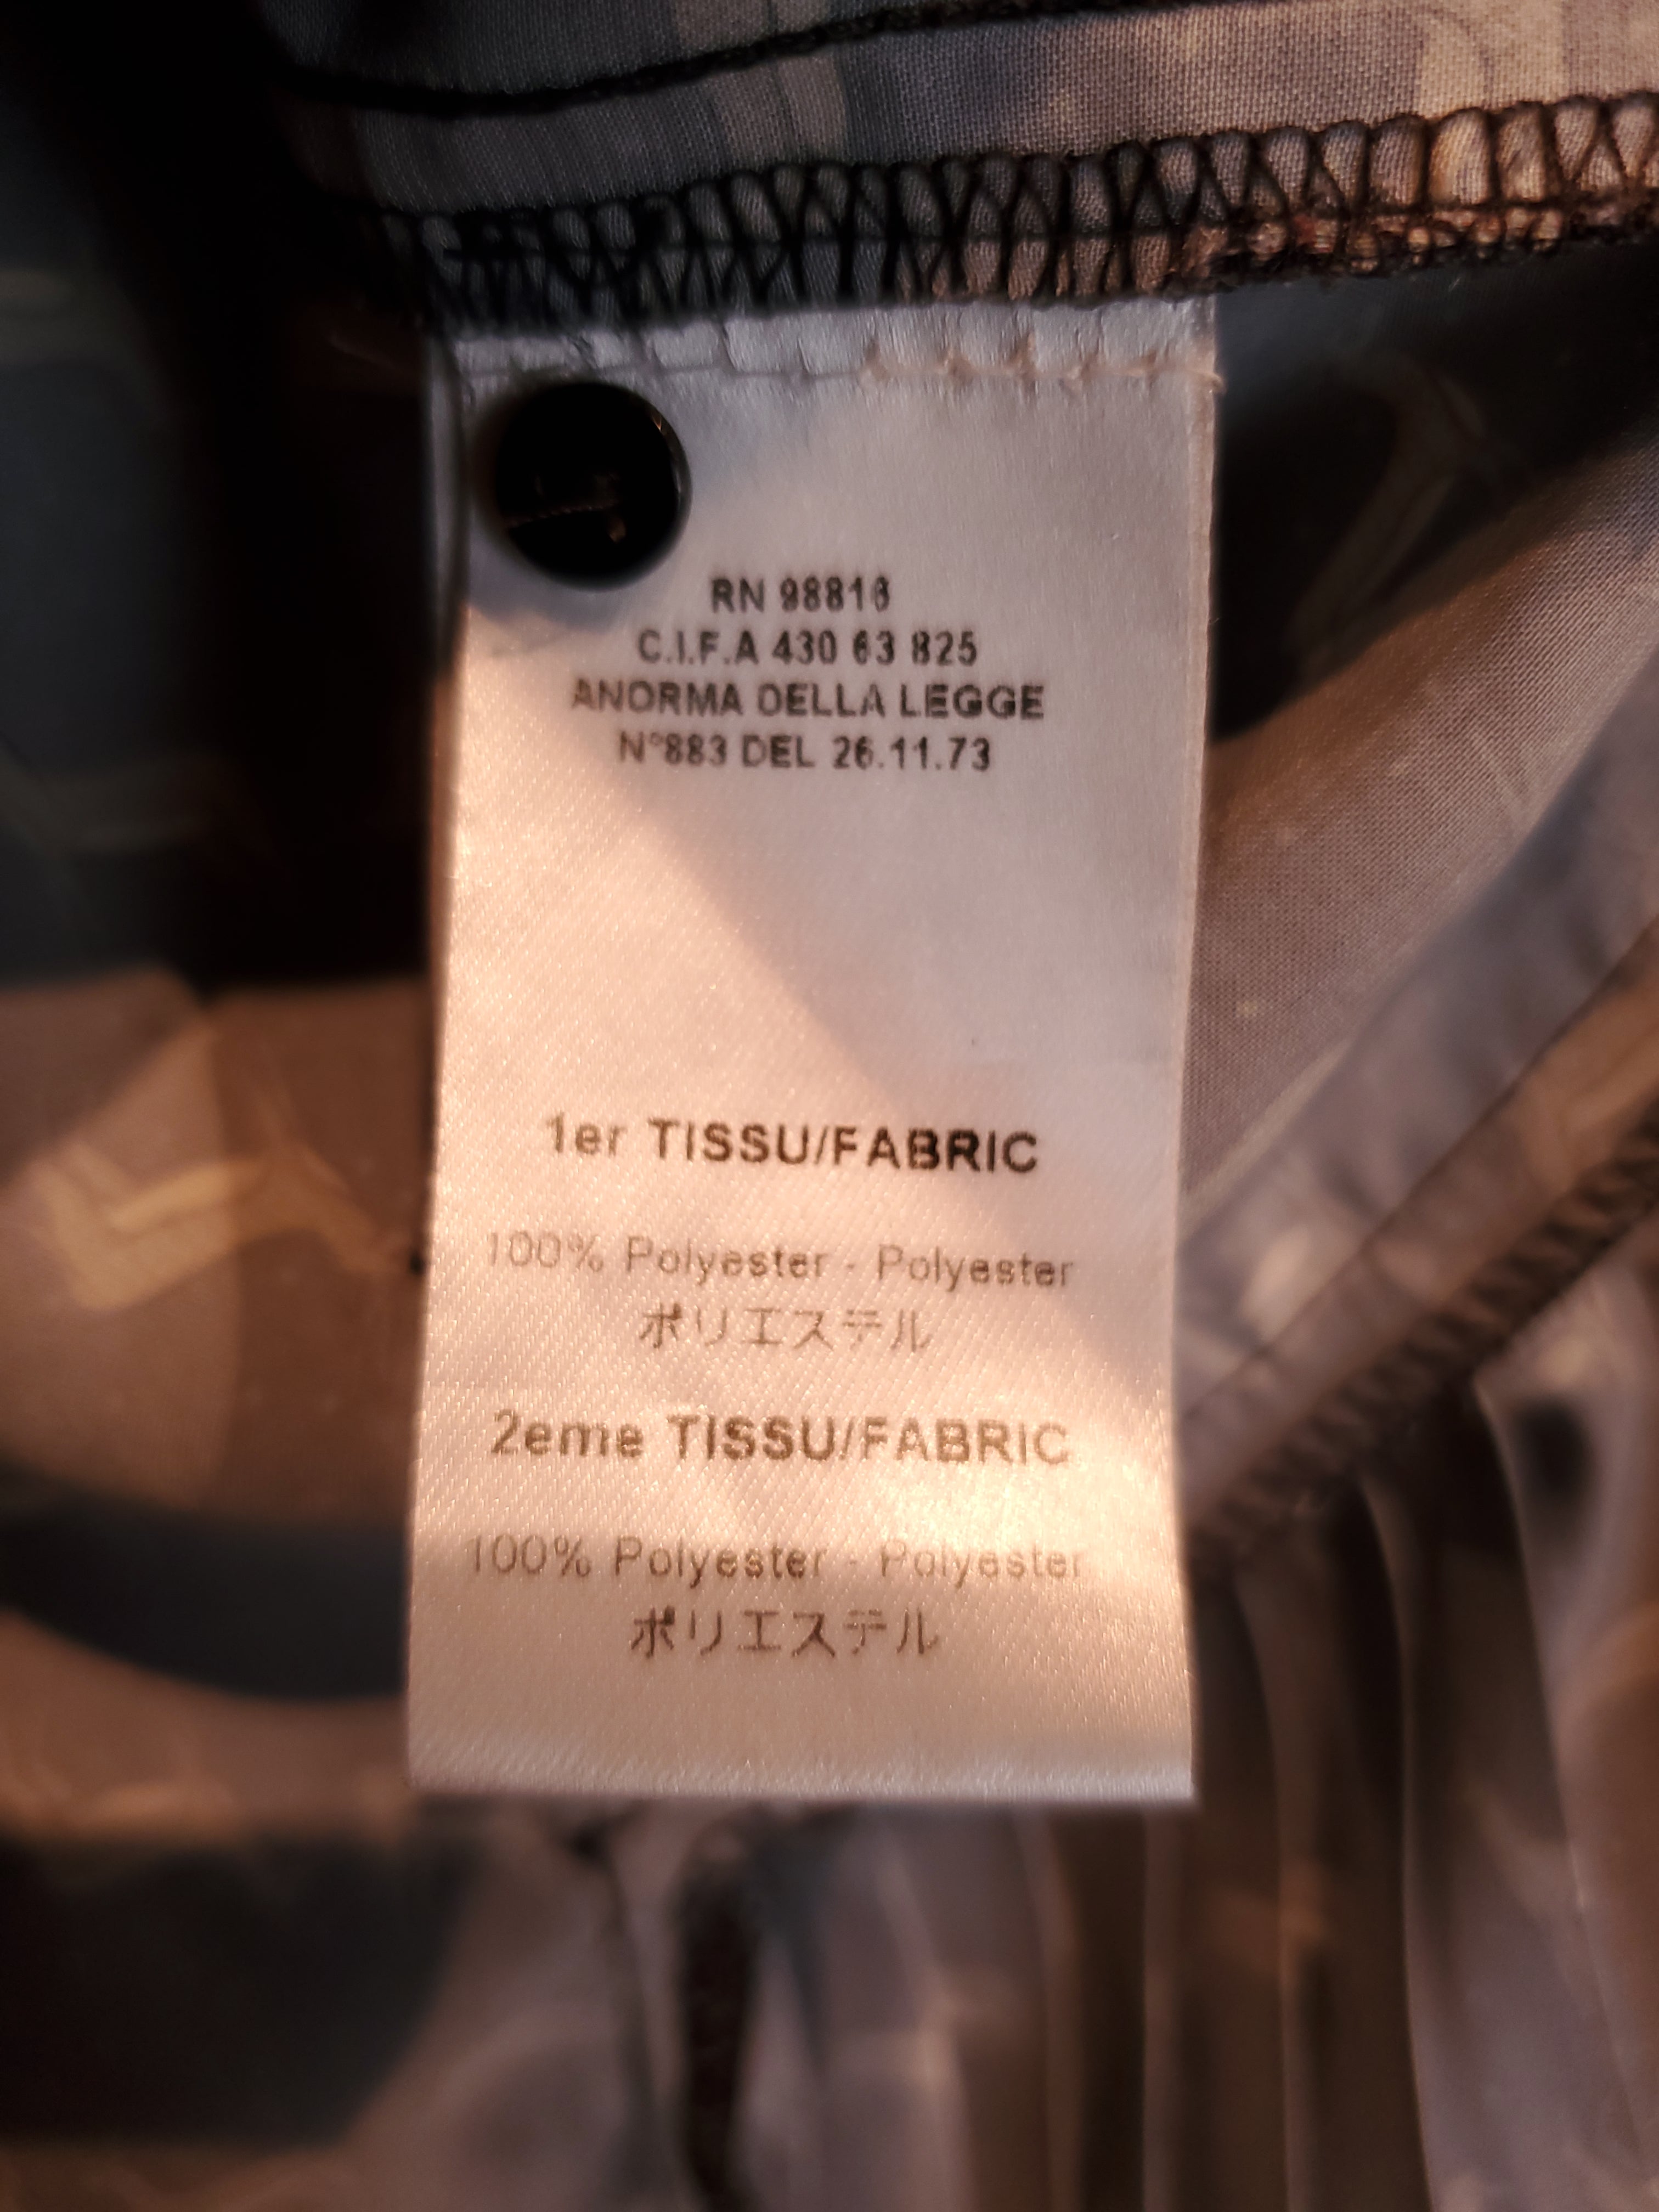 RN 98816
C.I.F.A 430 63 825
ANORMA DELLA LEGGE
N°883 DEL 26.11.73
1er TISSU/FABRIC
100% Polyester - Polyester
ポリエステル
2eme TISSU/FABRIC
100% Polyester - Polyester
ポリエステル